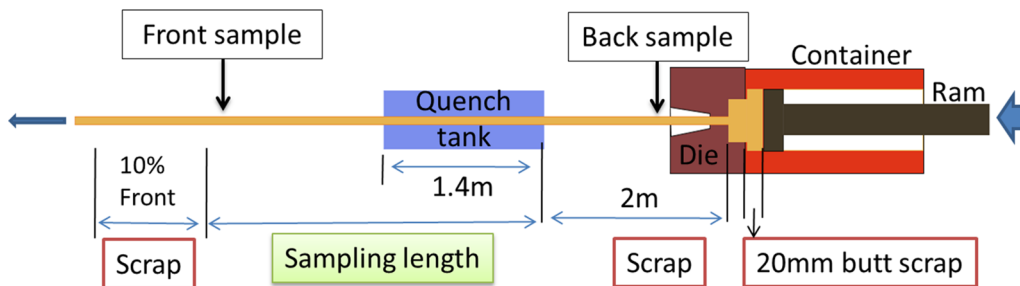 Front sample
Back sample
Container
Ram
Quench
tank
Die
10%
Front
1.4m
2m
Scrap
Sampling length
Scrap
20mm butt scrap